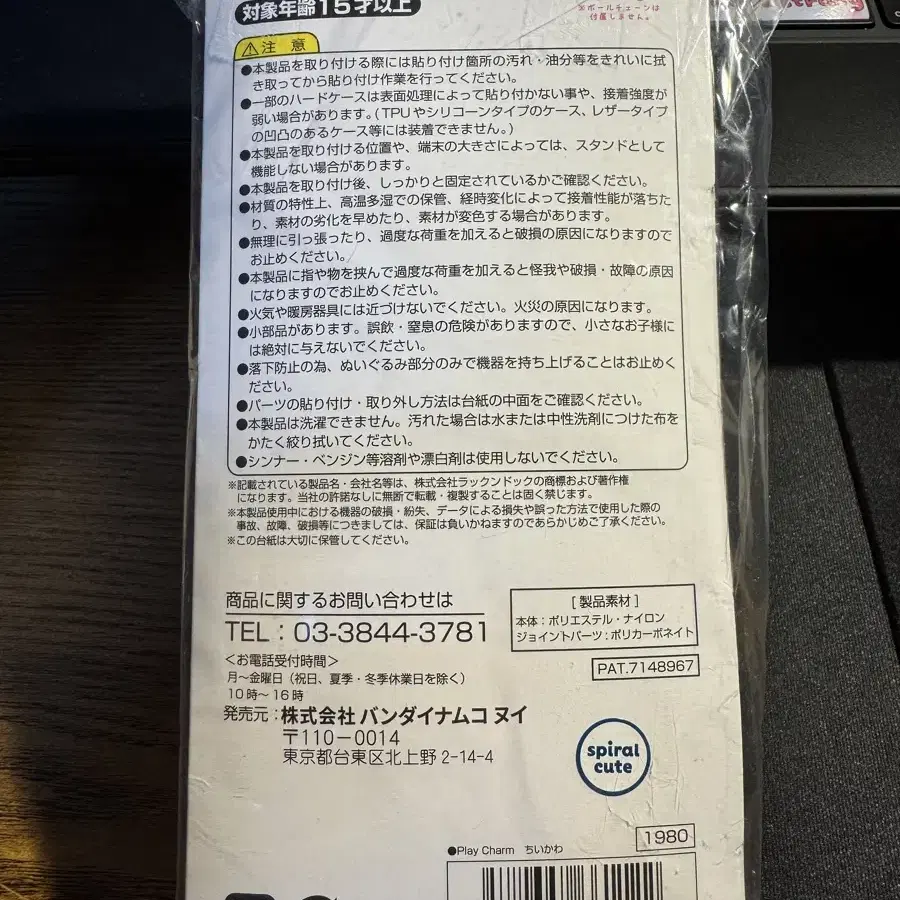 対象年齢15才以上
※ボールチェーンは
付属しません。
⚠注 意
●本製品を取り付ける際には貼り付け箇所の汚れ・油分等をきれいに拭
き取ってから貼り付け作業を行ってください。
●一部のハードケースは表面処理によって貼り付かない事や、接着強度が
弱い場合があります。(TPUやシリコーンタイプのケース、レザータイプ
の凹凸のあるケース等には装着できません。)
●本製品を取り付ける位置や、端末の大きさによっては、スタンドとして
機能しない場合があります。
●本製品を取り付け後、しっかりと固定されているかご確認ください。
●材質の特性上、高温多湿での保管、経時変化によって接着性能が落ちた
り、素材の劣化を早めたり、素材が変色する場合があります。
●無理に引っ張ったり、過度な荷重を加えると破損の原因になりますので
お止めください。
●本製品に指や物を挟んで過度な荷重を加えると怪我や破損・故障の原因
になりますのでお止めください。
●火気や暖房器具には近づけないでください。火災の原因になります。
●小部品があります。誤飲・窒息の危険がありますので、小さなお子様に
は絶対に与えないでください。
●落下防止の為、ぬいぐるみ部分のみで機器を持ち上げることはお止めく
ださい。
●パーツの貼り付け・取り外し方法は台紙の中面をご確認ください。
●本製品は洗濯できません。汚れた場合は水または中性洗剤につけた布を
かたく絞り拭いてください。
●シンナー・ベンジン等溶剤や漂白剤は使用しないでください。
※記載されている製品名・会社名等は、株式会社ラックンドックの商標および著作権
になります。当社の許諾なしに無断で転載・複製することは固く禁じます。
※本製品使用中における機器の破損・紛失、データによる損失や誤った方法で使用した際の
事故、故障、破損等につきましては、保証は負いかねますのであらかじめご了承ください。
※この台紙は大切に保管してください。
商品に関するお問い合わせは
TEL：03-3844-3781
<お電話受付時間>
月～金曜日(祝日、夏季・冬季休業日を除く)
10時～16時
発売元：株式会社 バンダイナムコ ヌイ
〒110-0014
東京都台東区北上野2-14-4
[製品素材]
本体：ポリエステル・ナイロン
ジョイントパーツ：ポリカーボネイト
PAT.7148967
spiral
cute
1980
●Play Charm ちいかわ